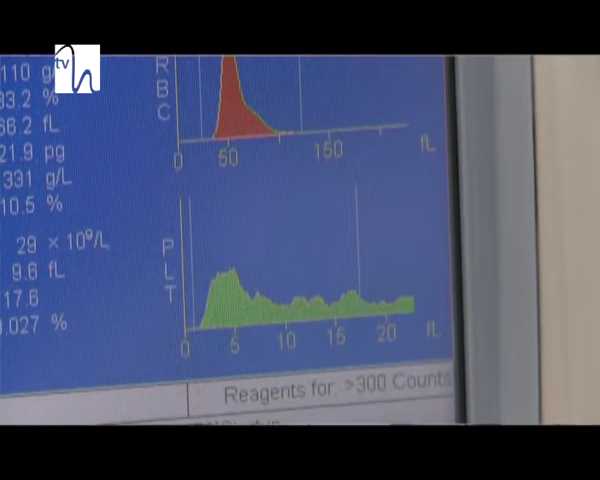 tv
110 g/
RBC
33.2 %
66.2 fL
21.9 pg
0 50 150 fL
331 g/L
10.5 %
29 × 10⁹/L
PLT
9.6 fL
17.6
.027 %
0 5 10 15 20 fL
Reagents for: >300 Counts